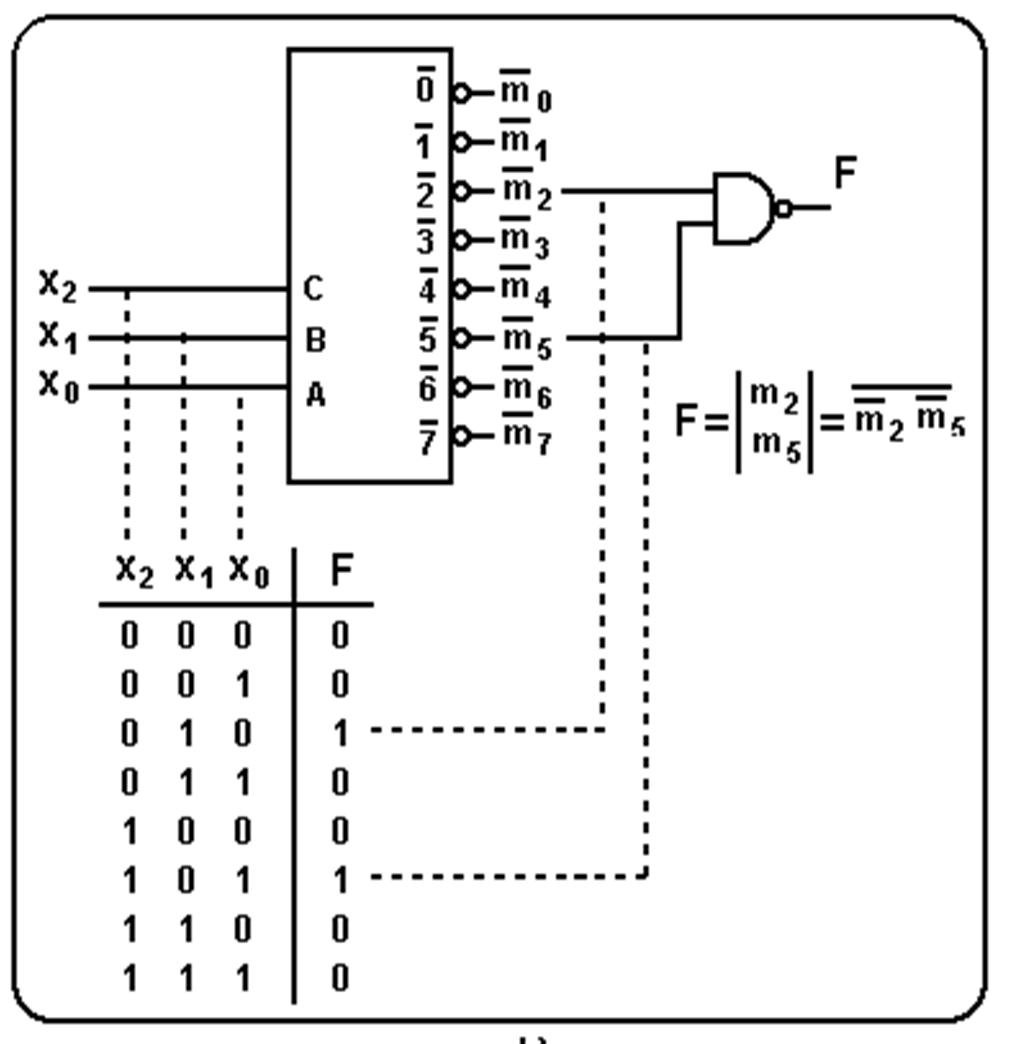 0̅ m̅₀
1̅ m̅₁
2̅ m̅₂
F
3̅ m̅₃
X₂ C 4̅ m̅₄
X₁ B 5̅ m̅₅
X₀ A 6̅ m̅₆
7̅ m̅₇
F = | m₂ m₅ | = \overline{m̅₂ m̅₅}
X₂ X₁ X₀ F
0 0 0 0
0 0 1 0
0 1 0 1
0 1 1 0
1 0 0 0
1 0 1 1
1 1 0 0
1 1 1 0